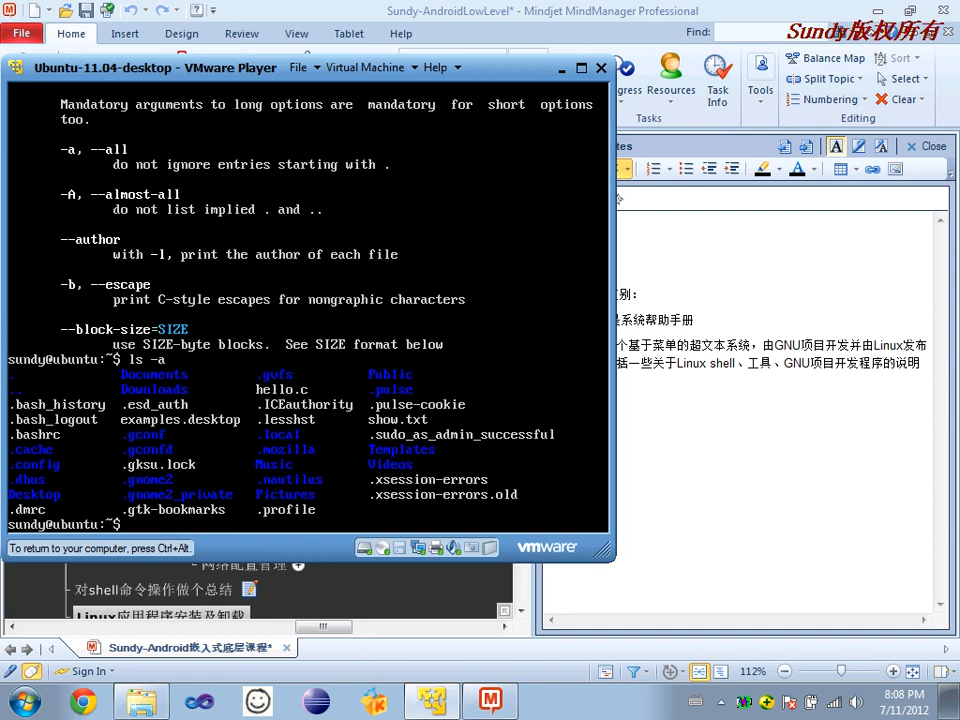 Sundy-AndroidLowLevel* - Mindjet MindManager Professional
File Home Insert Design Review View Tablet Help Find:
Sundy版权所有
Ubuntu-11.04-desktop - VMware Player File Virtual Machine Help
gress Resources Task Info Tools
Balance Map Sort
Split Topic Select
Numbering Clear
Tasks Editing
tes Close
Mandatory arguments to long options are mandatory for short options
too.
-a, --all
do not ignore entries starting with .
-A, --almost-all
do not list implied . and ..
--author
with -l, print the author of each file
-b, --escape
print C-style escapes for nongraphic characters
--block-size=SIZE
use SIZE-byte blocks. See SIZE format below
sundy@ubuntu:~$ ls -a
. Documents .gvfs Public
.. Downloads hello.c .pulse
.bash_history .esd_auth .ICEauthority .pulse-cookie
.bash_logout examples.desktop .lesshst show.txt
.bashrc .gconf .local .sudo_as_admin_successful
.cache .gconfd .mozilla Templates
.config .gksu.lock Music Videos
.dbus .gnome2 .nautilus .xsession-errors
Desktop .gnome2_private Pictures .xsession-errors.old
.dmrc .gtk-bookmarks .profile
sundy@ubuntu:~$
To return to your computer, press Ctrl+Alt.
vmware
别：
系统帮助手册
个基于菜单的超文本系统，由GNU项目开发并由Linux发布
括一些关于Linux shell、工具、GNU项目开发程序的说明
网络配置管理
对shell命令操作做个总结
Linux应用程序安装及卸载
Sundy-Android嵌入式底层课程*
Sign In 112%
8:08 PM
7/11/2012